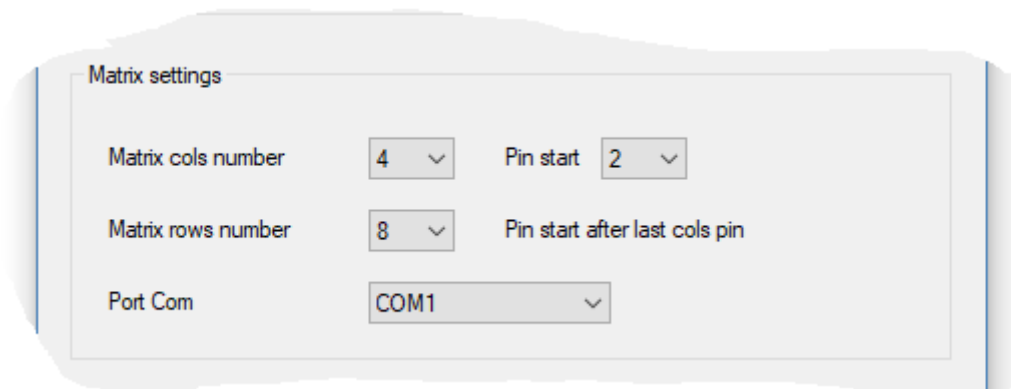 Matrix settings
Matrix cols number 4 Pin start 2
Matrix rows number 8 Pin start after last cols pin
Port Com COM1